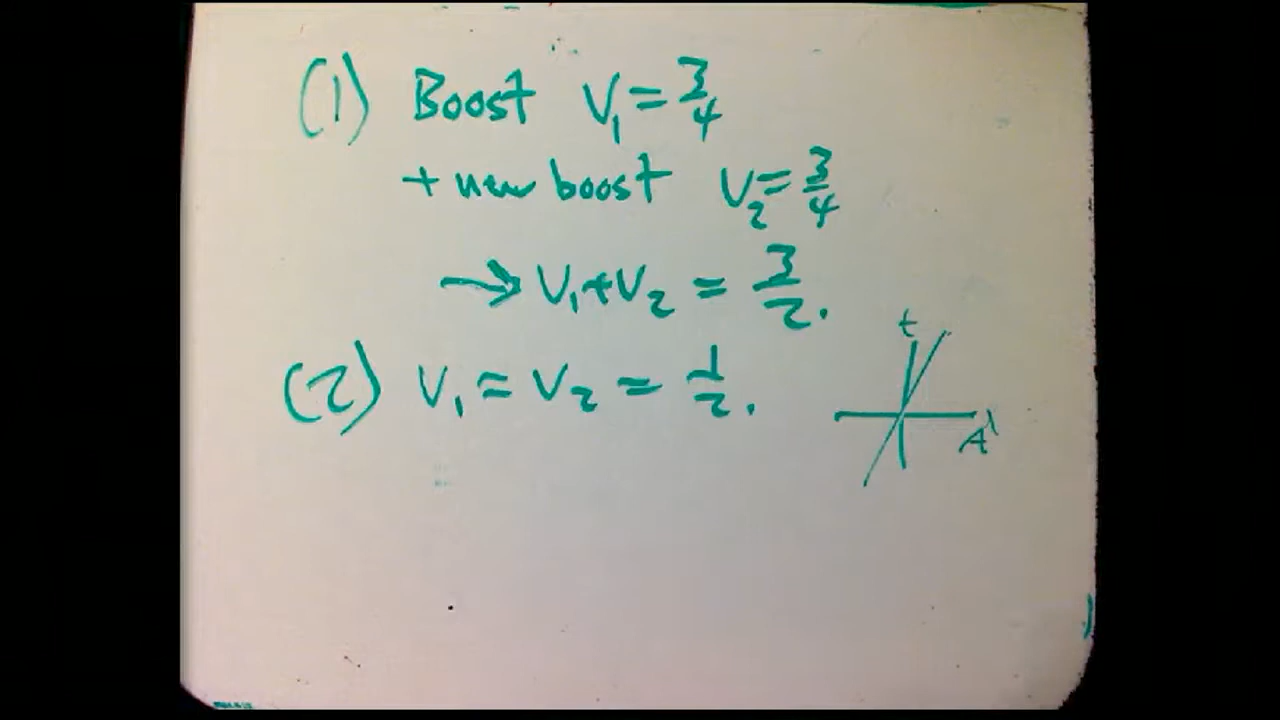 (1) Boost V₁ = 3/4
+ new boost V₂ = 3/4
→ V₁ + V₂ = 3/2.
t
(2) V₁ = V₂ = 1/2.